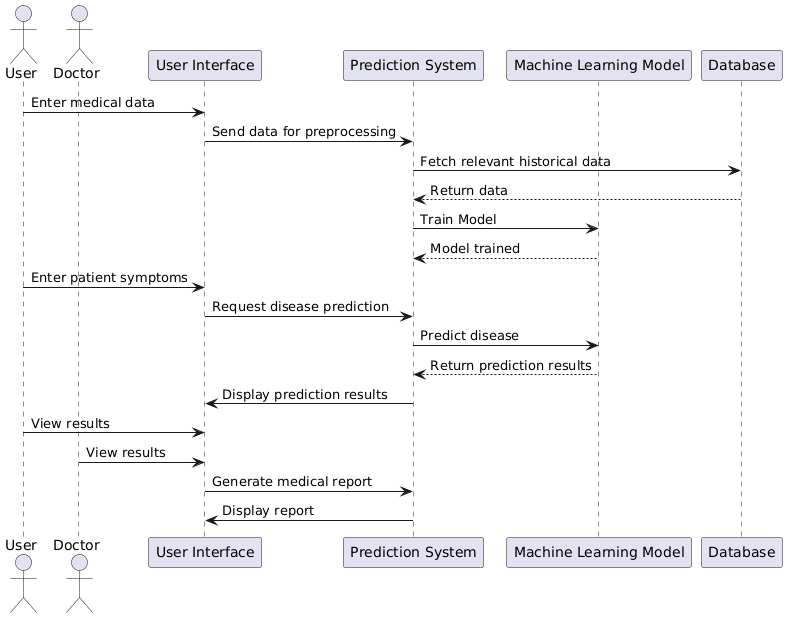 User
Doctor
User Interface
Prediction System
Machine Learning Model
Database
Enter medical data
Send data for preprocessing
Fetch relevant historical data
Return data
Train Model
Model trained
Enter patient symptoms
Request disease prediction
Predict disease
Return prediction results
Display prediction results
View results
View results
Generate medical report
Display report
User
Doctor
User Interface
Prediction System
Machine Learning Model
Database